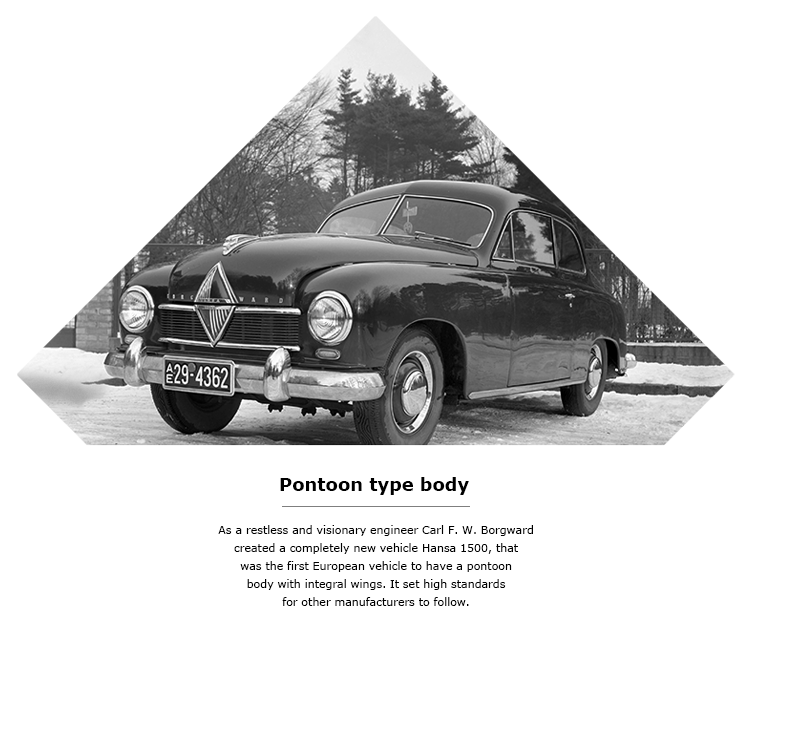 AE 29-4362
Pontoon type body
As a restless and visionary engineer Carl F. W. Borgward
created a completely new vehicle Hansa 1500, that
was the first European vehicle to have a pontoon
body with integral wings. It set high standards
for other manufacturers to follow.